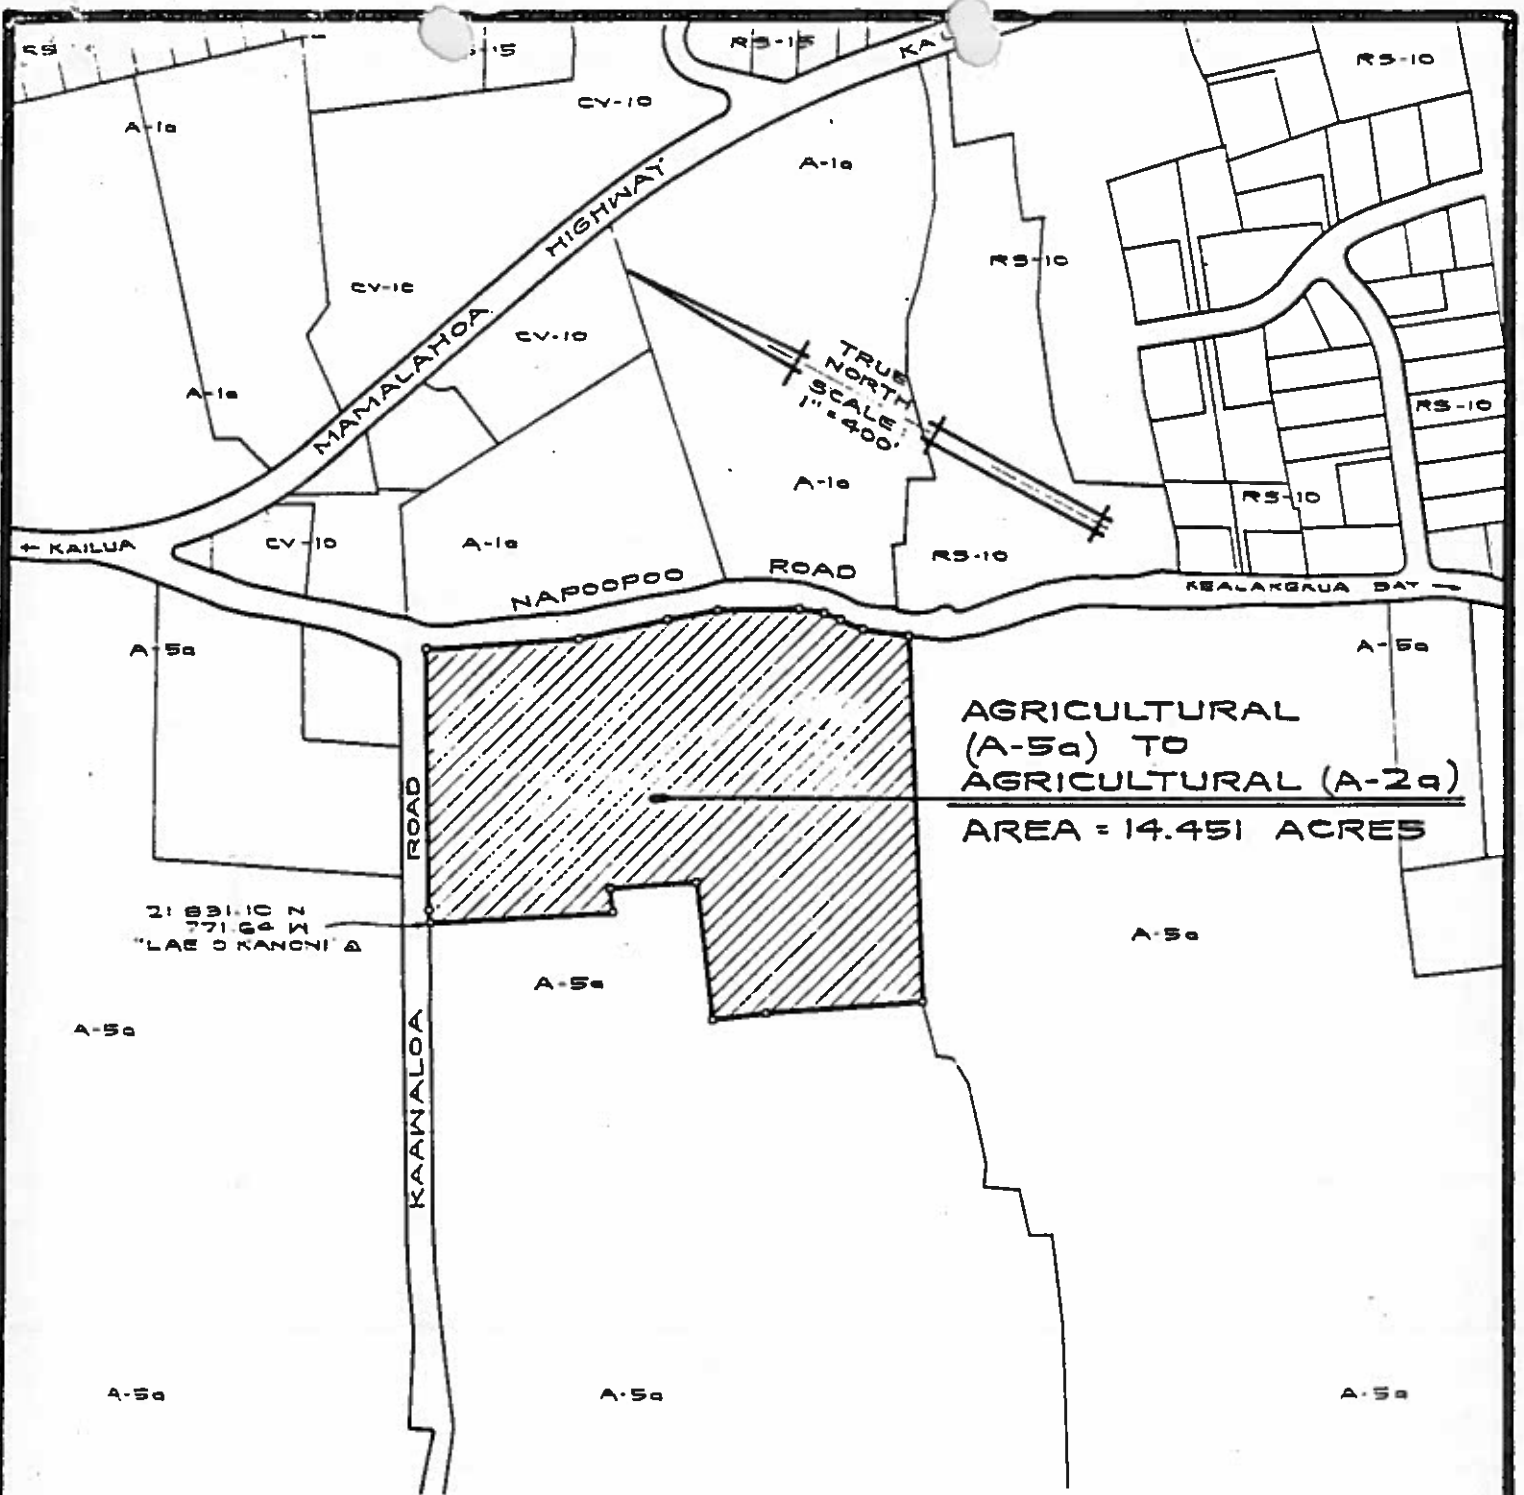 RS-15
CV-10
RS-10
A-1a
A-1a
MAMALAHOA HIGHWAY
CV-10
RS-10
CV-10
TRUE
NORTH
SCALE
1" = 400'
A-1a
RS-10
A-1a
RS-10
← KAILUA
CV-10
A-1a
RS-10
NAPOOPOO ROAD
A-5a
A-5a
AGRICULTURAL
(A-5a) TO
AGRICULTURAL (A-2a)
AREA = 14.451 ACRES
KAAWALOA ROAD
771.64 W
A-5a
A-5a
A-5a
A-5a
A-5a
A-5a